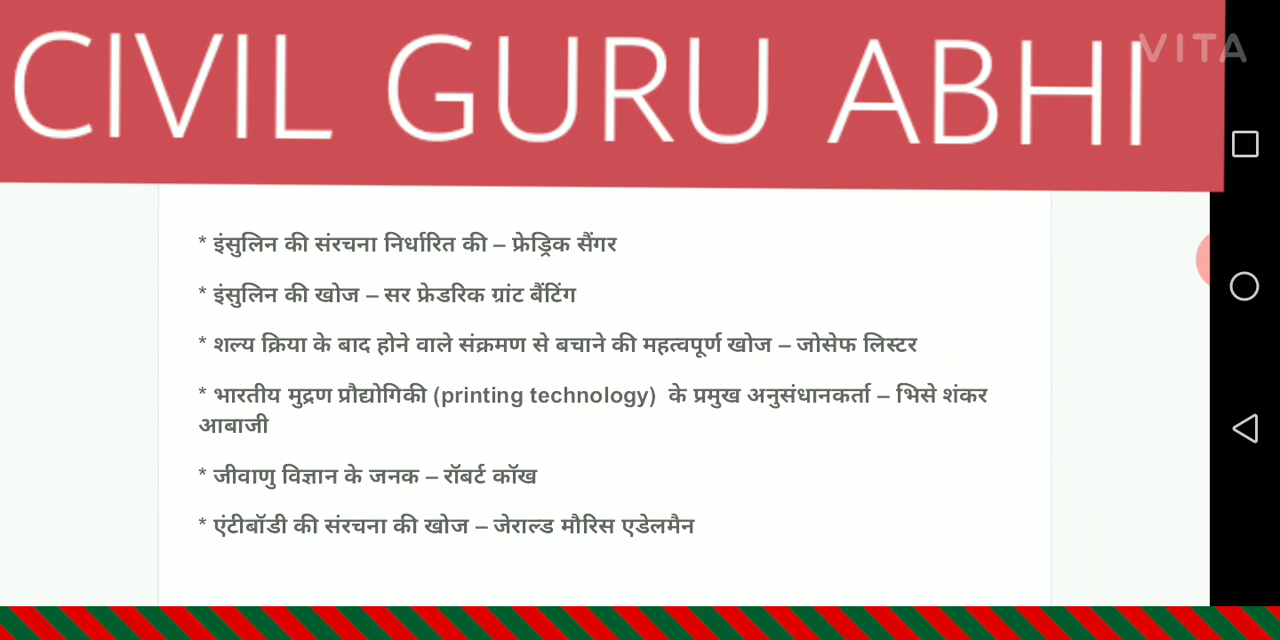 CIVIL GURU ABHI
VITA
* इंसुलिन की संरचना निर्धारित की – फ्रेड्रिक सैंगर
* इंसुलिन की खोज – सर फ्रेडरिक ग्रांट बैंटिंग
* शल्य क्रिया के बाद होने वाले संक्रमण से बचाने की महत्वपूर्ण खोज – जोसेफ लिस्टर
* भारतीय मुद्रण प्रौद्योगिकी (printing technology) के प्रमुख अनुसंधानकर्ता – भिसे शंकर
आबाजी
* जीवाणु विज्ञान के जनक – रॉबर्ट कॉख
* एंटीबॉडी की संरचना की खोज – जेराल्ड मौरिस एडेलमैन